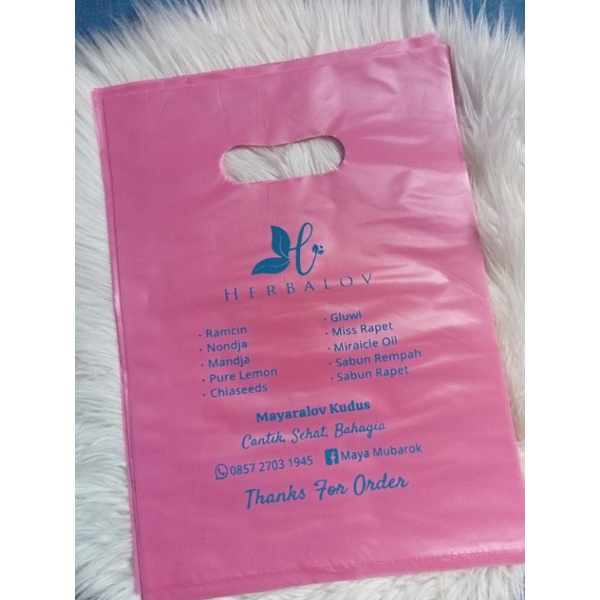 HERBALOV
· Ramcin
· Nondja
· Mandja
· Pure Lemon
· Chiaseeds
· Gluwi
· Miss Rapet
· Miraicle Oil
· Sabun Rempah
· Sabun Rapet
Mayaralov Kudus
Cantik, Sehat, Bahagia
0857 2703 1945 Maya Mubarok
Thanks For Order